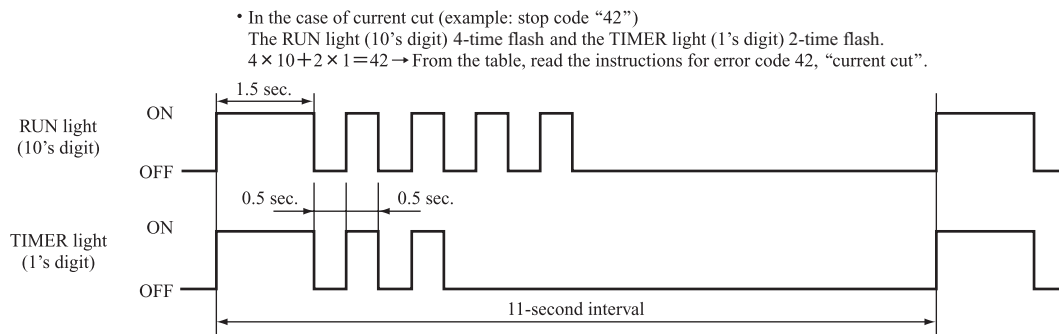 • In the case of current cut (example: stop code “42”)
The RUN light (10’s digit) 4-time flash and the TIMER light (1’s digit) 2-time flash.
4×10+2×1=42→From the table, read the instructions for error code 42, “current cut”.
1.5 sec.
ON
RUN light
(10’s digit)
OFF
0.5 sec.
0.5 sec.
ON
TIMER light
(1’s digit)
OFF
11-second interval